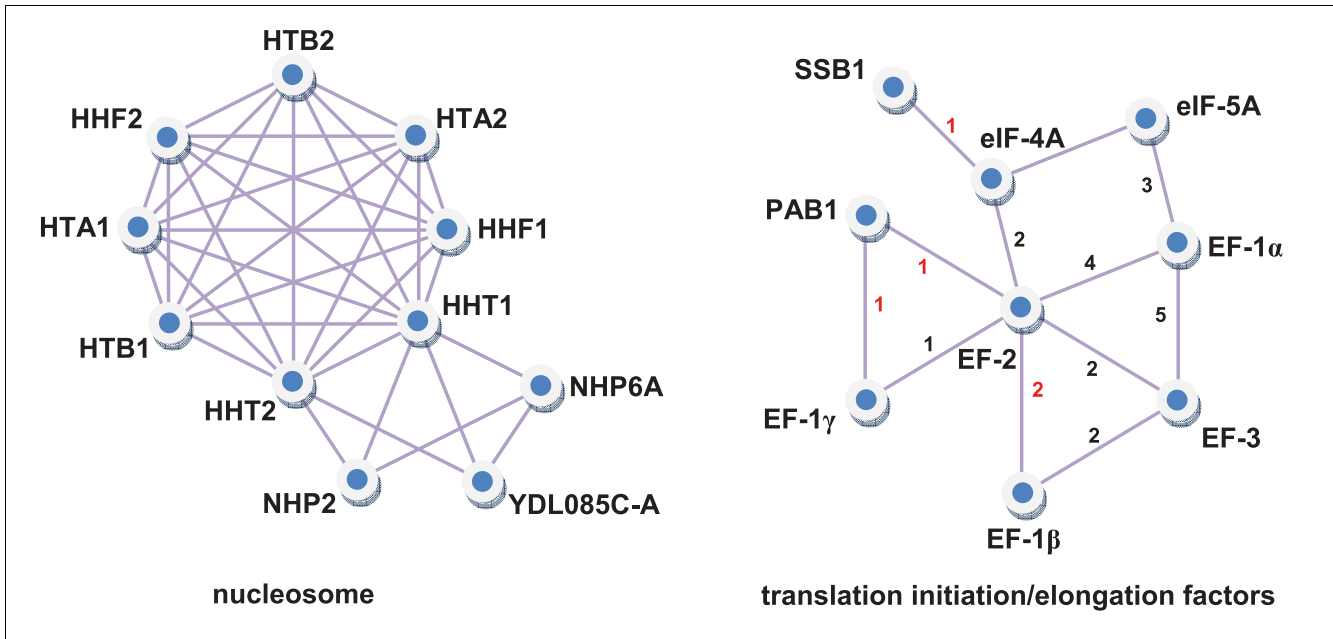 HTB2
HHF2
HTA2
HTA1
HHF1
HHT1
HTB1
HHT2
NHP6A
NHP2
YDL085C-A
nucleosome
SSB1
1
eIF-4A
eIF-5A
3
PAB1
2
EF-1α
1
4
1
5
1
EF-2
2
2
EF-1γ
2
EF-3
EF-1β
translation initiation/elongation factors